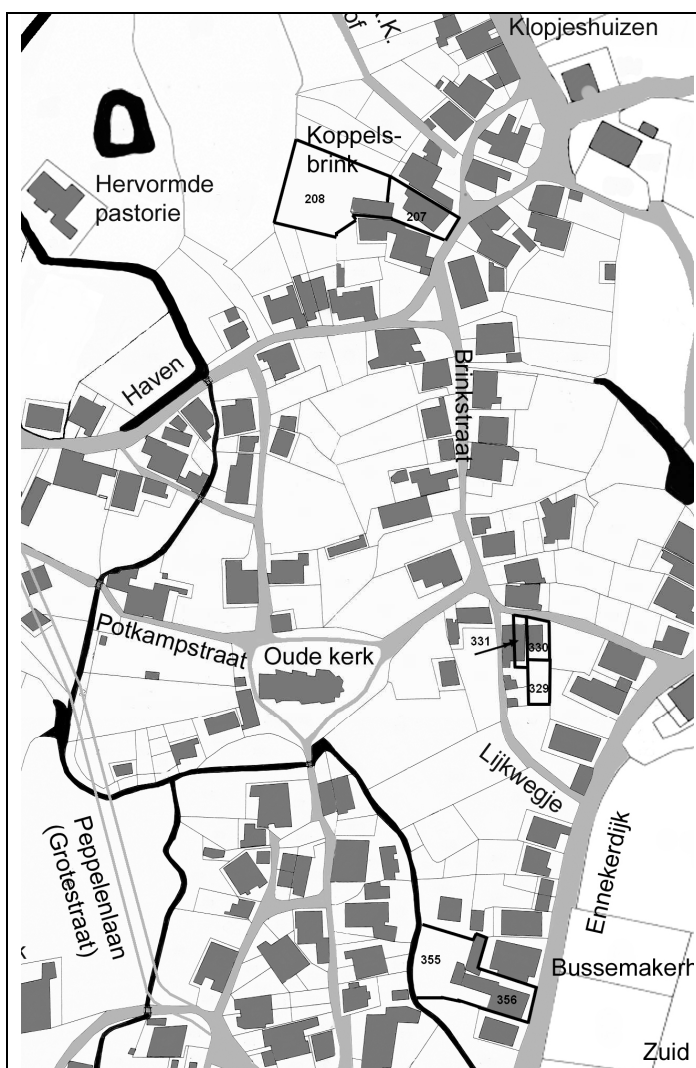 .K.
of
Klopjeshuizen
Koppels-
brink
Hervormde
pastorie
208
207
Haven
Brinkstraat
Potkampstraat
Oude kerk
331
330
329
Lijkwegje
Peppelenlaan
(Grotestraat)
Ennekerdijk
355
356
Bussemakerh
k
Zuid